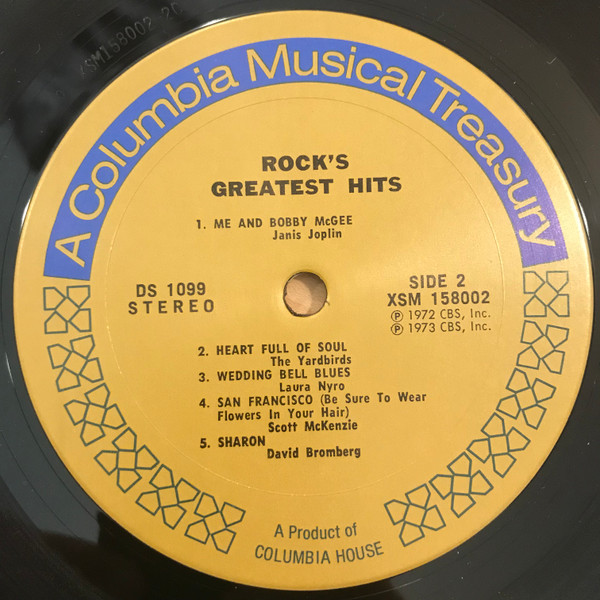 A Columbia Musical Treasury
ROCK'S
GREATEST HITS
1. ME AND BOBBY McGEE
Janis Joplin
DS 1099
STEREO
SIDE 2
XSM 158002
Ⓟ 1972 CBS, Inc.
Ⓟ 1973 CBS, Inc.
2. HEART FULL OF SOUL
The Yardbirds
3. WEDDING BELL BLUES
Laura Nyro
4. SAN FRANCISCO (Be Sure To Wear
Flowers In Your Hair)
Scott McKenzie
5. SHARON
David Bromberg
A Product of
COLUMBIA HOUSE